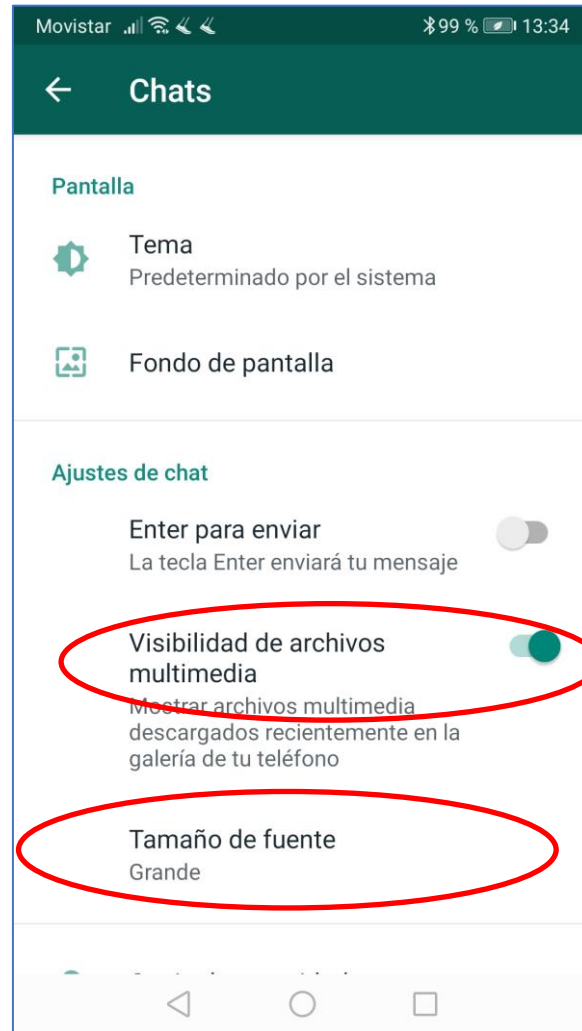 Movistar 99 % 13:34
Chats
Pantalla
Tema
Predeterminado por el sistema
Fondo de pantalla
Ajustes de chat
Enter para enviar
La tecla Enter enviará tu mensaje
Visibilidad de archivos
multimedia
Mostrar archivos multimedia
descargados recientemente en la
galería de tu teléfono
Tamaño de fuente
Grande